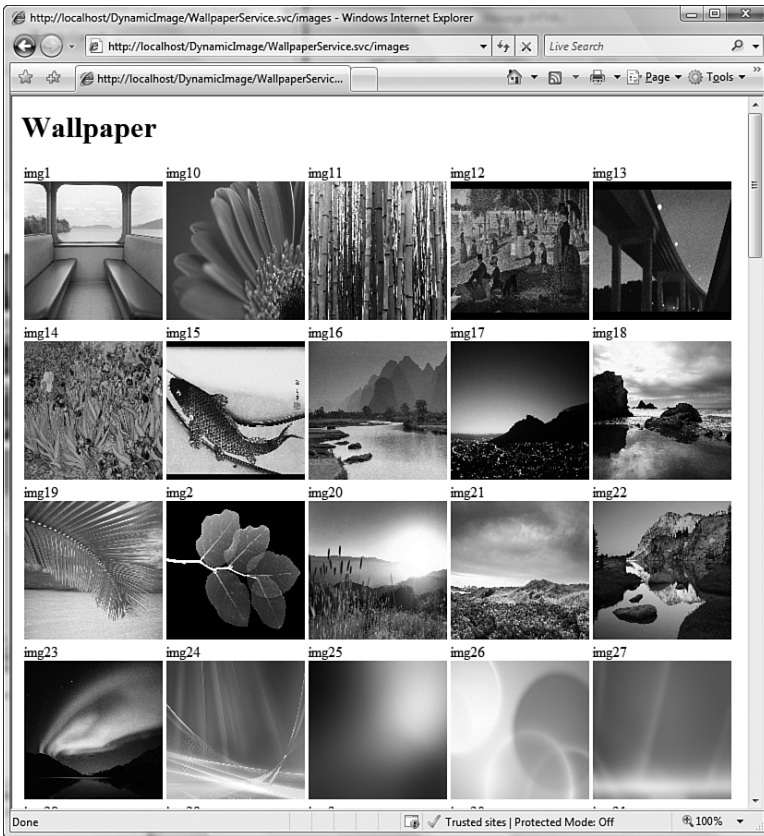 http://localhost/DynamicImage/WallpaperService.svc/images - Windows Internet Explorer
http://localhost/DynamicImage/WallpaperService.svc/images
Live Search
http://localhost/DynamicImage/WallpaperServic...
Page Tools
Wallpaper
img1 img10 img11 img12 img13
img14 img15 img16 img17 img18
img19 img2 img20 img21 img22
img23 img24 img25 img26 img27
Done Trusted sites | Protected Mode: Off 100%